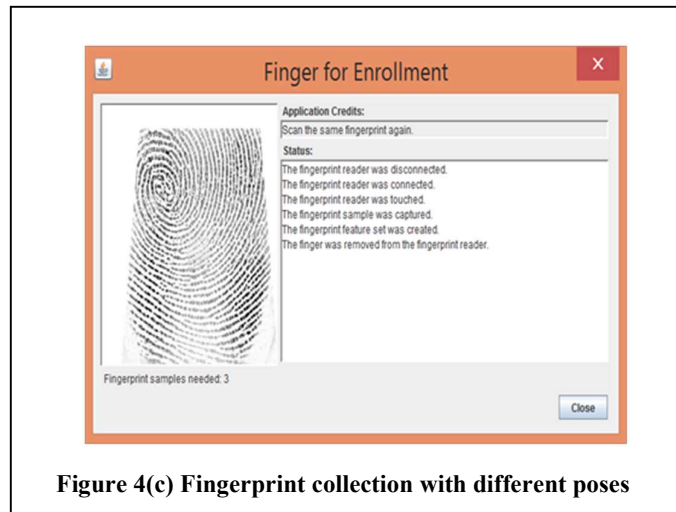 Finger for Enrollment
X
Application Credits:
Scan the same fingerprint again.
Status:
The fingerprint reader was disconnected.
The fingerprint reader was connected.
The fingerprint reader was touched.
The fingerprint sample was captured.
The fingerprint feature set was created.
The finger was removed from the fingerprint reader.
Fingerprint samples needed: 3
Close
Figure 4(c) Fingerprint collection with different poses